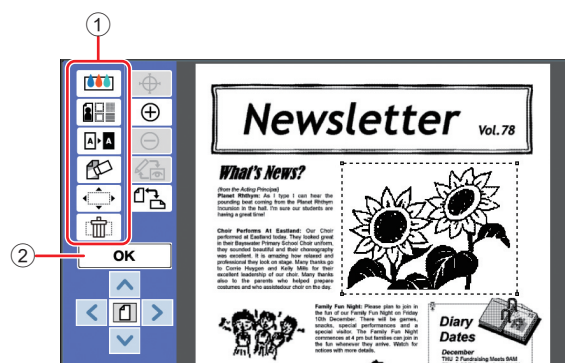 1
A A
2
OK
Newsletter Vol.78
What's News?
(from the Acting Principal)
Planet Rhthym: As I type I can hear the
pounding beat coming from the Planet Rhthym
Incursion in the hall. I'm sure our students are
having a great time!
Choir Performs At Eastland: Our Choir
performed at Eastland today. They looked great
in their Bayswater Primary School Choir uniform,
they sounded beautiful and their choreography
was excellent. It is amazing how relaxed and
professional they look on stage. Many thanks go
to Corrie Huygen and Kelly Mills for their
excellent leadership of our choir. Many thanks
also to the parents who helped prepare
costumes and who assistedour choir on the day.
Family Fun Night: Please plan to join in
the fun of our Family Fun Night on Friday
10th December. There will be games,
snacks, special performances and a
special visitor. The Family Fun Night
commences at 4 pm but families can join in
the fun whenever they arrive. Watch for
notices with more details.
Diary
Dates
December
THU 2 Fundraising Meets 9AM